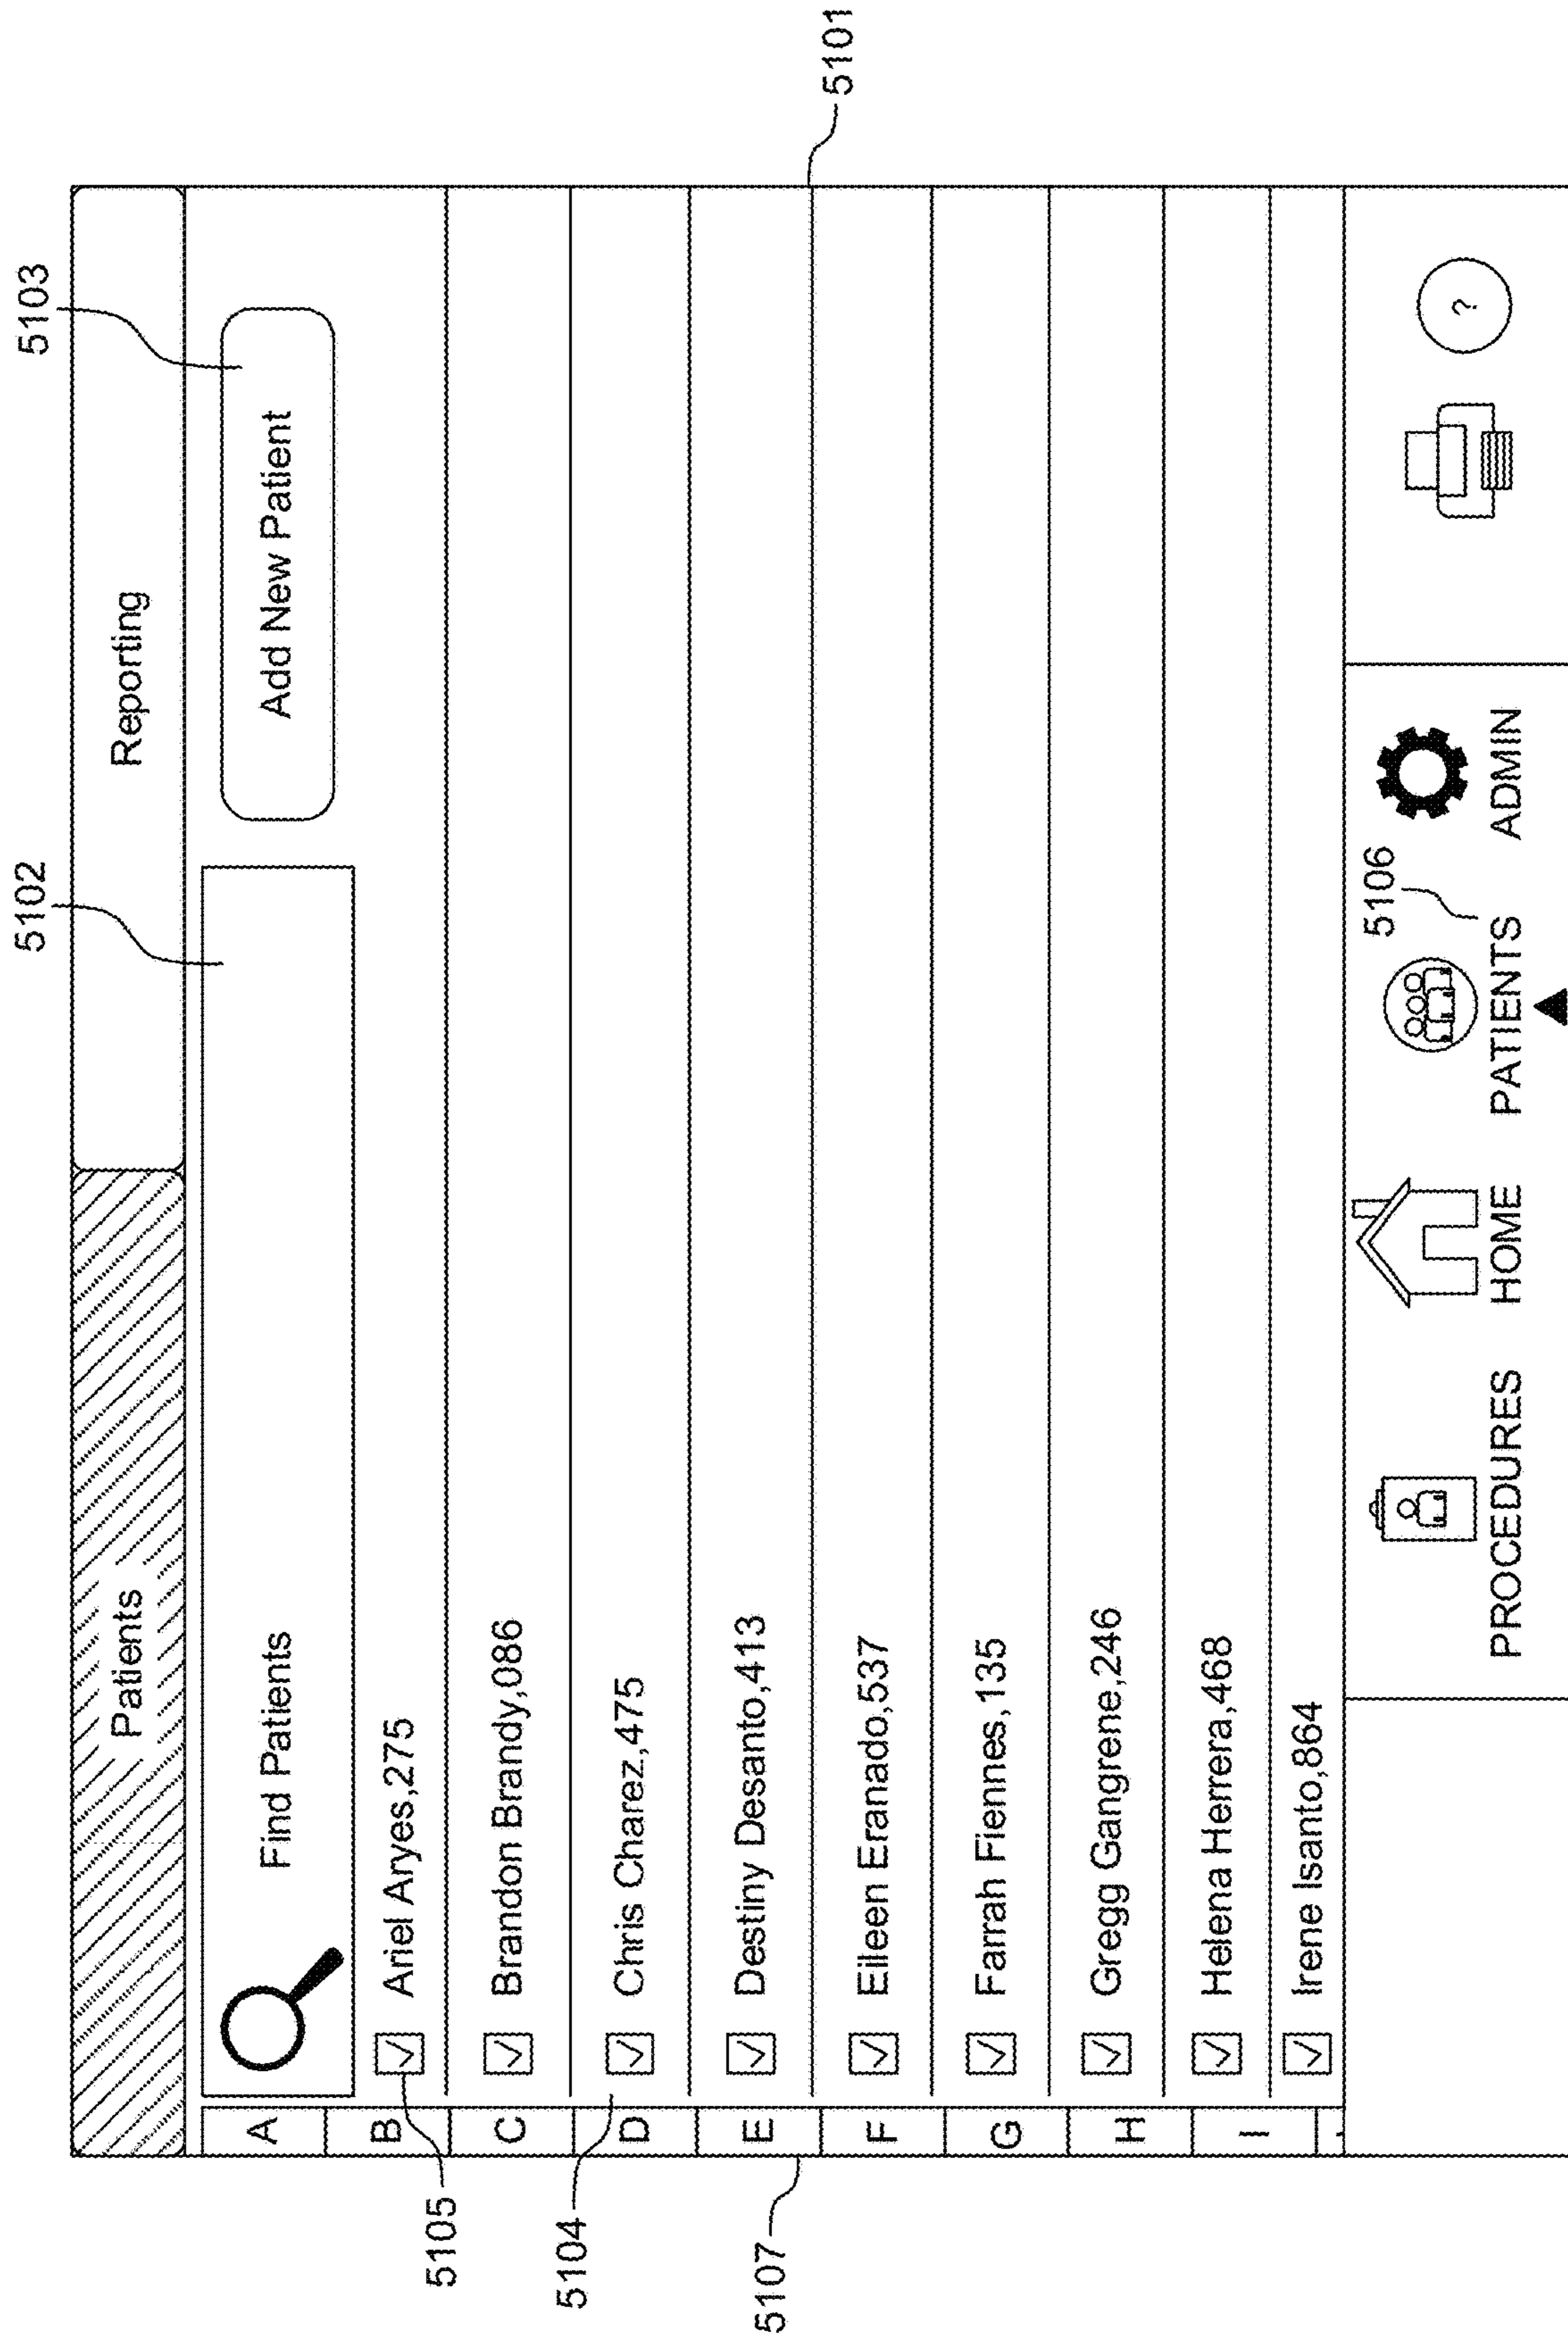 5102
5103
Patients
Reporting
Find Patients
Add New Patient
A
B
C
D
E
F
G
H
I
Ariel Aryes,275
Brandon Brandy,086
Chris Charez,475
Destiny Desanto,413
Eileen Eranado,537
Farrah Fiennes,135
Gregg Gangrene,246
Helena Herrera,468
Irene Isanto,864
5105
5104
5107
5101
5106
PROCEDURES
HOME
PATIENTS
ADMIN
?